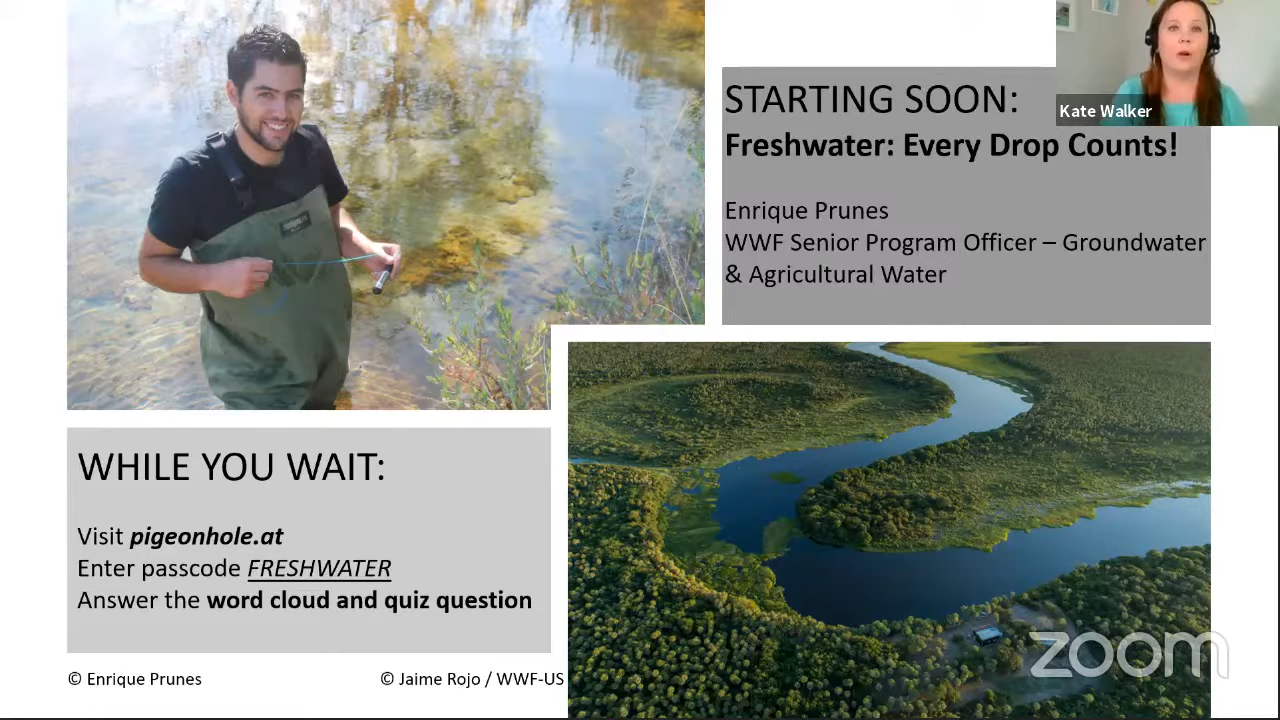 STARTING SOON:
Freshwater: Every Drop Counts!
Enrique Prunes
WWF Senior Program Officer – Groundwater
& Agricultural Water
Kate Walker
WHILE YOU WAIT:
Visit pigeonhole.at
Enter passcode FRESHWATER
Answer the word cloud and quiz question
© Enrique Prunes
© Jaime Rojo / WWF-US
zoom